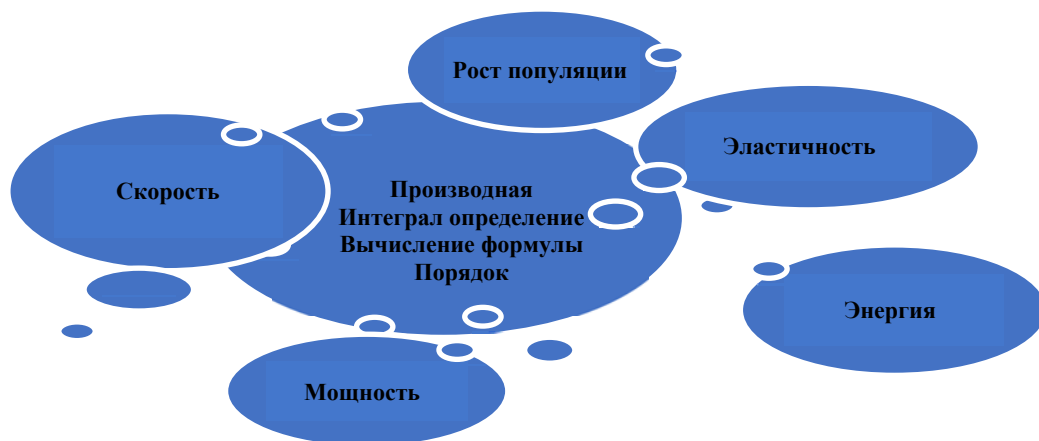 Рост популяции
Эластичность
Скорость
Производная
Интеграл определение
Вычисление формулы
Порядок
Энергия
Мощность